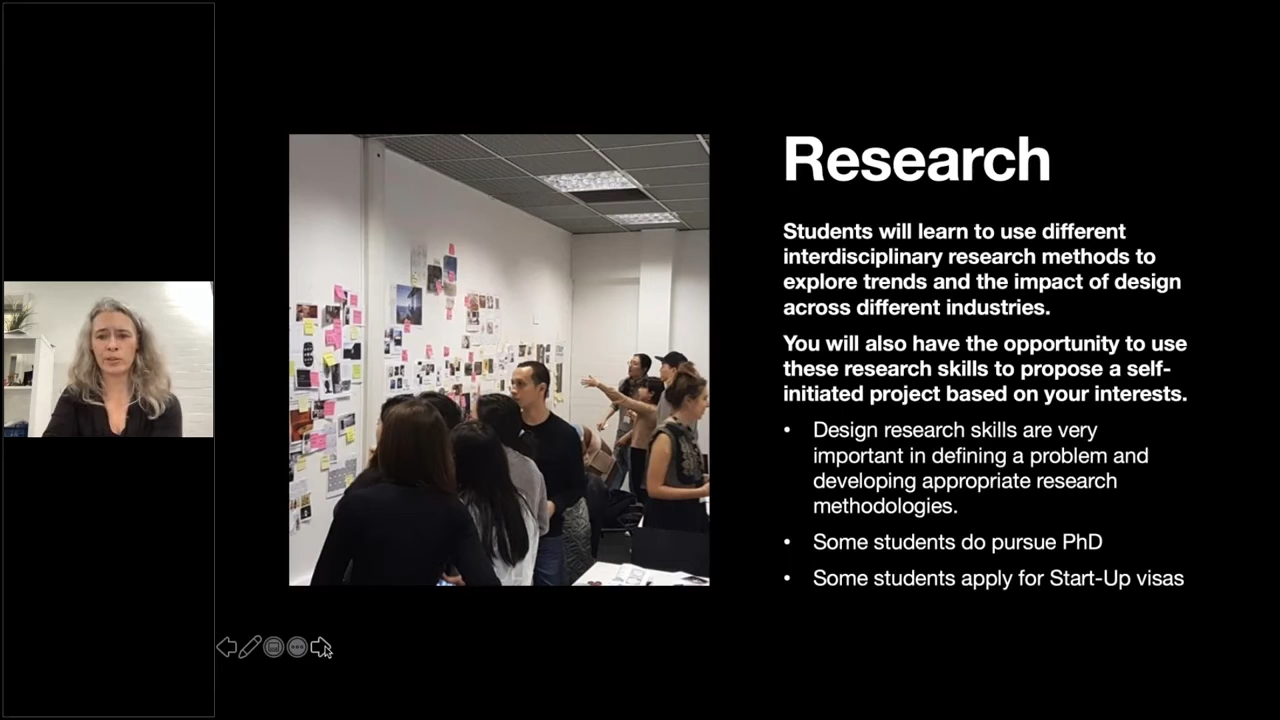 Research
Students will learn to use different
interdisciplinary research methods to
explore trends and the impact of design
across different industries.
You will also have the opportunity to use
these research skills to propose a self-
initiated project based on your interests.
• Design research skills are very
important in defining a problem and
developing appropriate research
methodologies.
• Some students do pursue PhD
• Some students apply for Start-Up visas